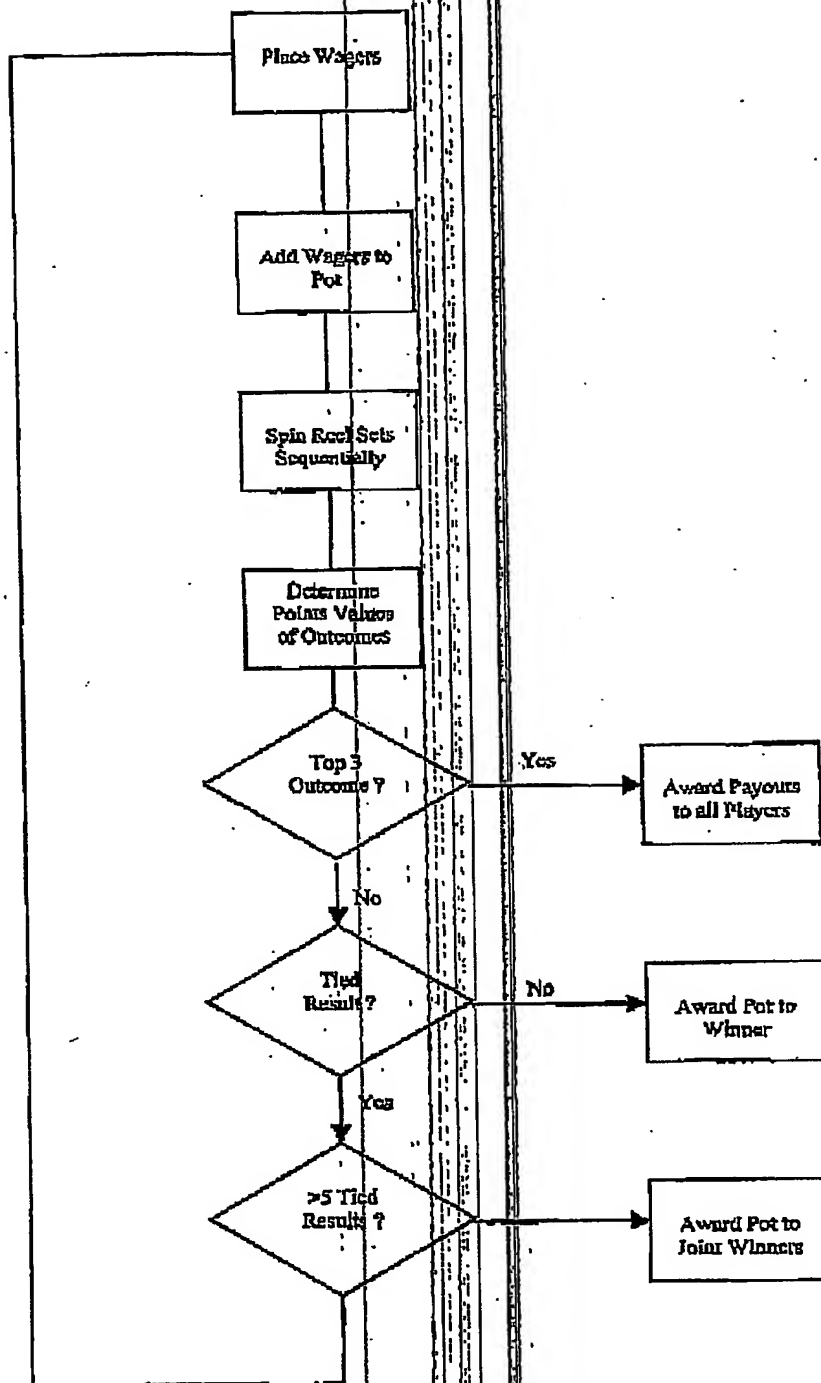 Place Wagers
Add Wagers to
Pot
Spin Reel Sets
Sequentially
Determine
Points Values
of Outcomes
Top 3
Outcome ?
Yes
Award Payouts
to all Players
No
Tied
Result ?
No
Award Pot to
Winner
Yes
>5 Tied
Results ?
Award Pot to
Joint Winners